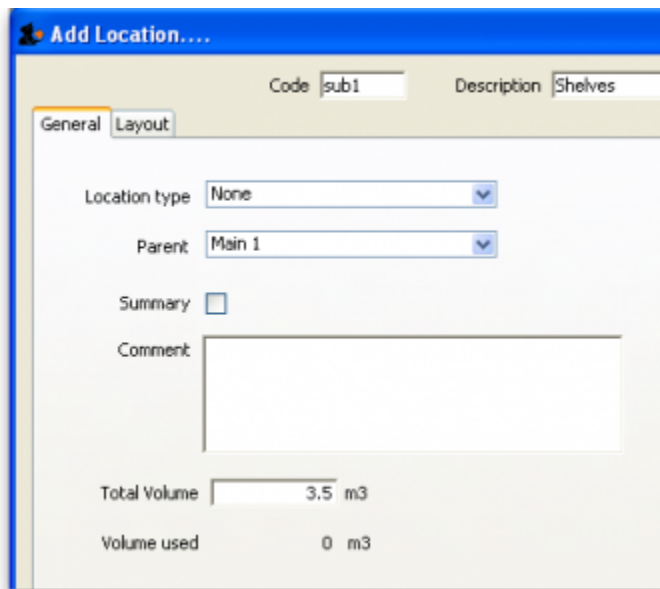 Add Location....
Code sub1 Description Shelves
General Layout
Location type None
Parent Main 1
Summary
Comment
Total Volume 3.5 m3
Volume used 0 m3